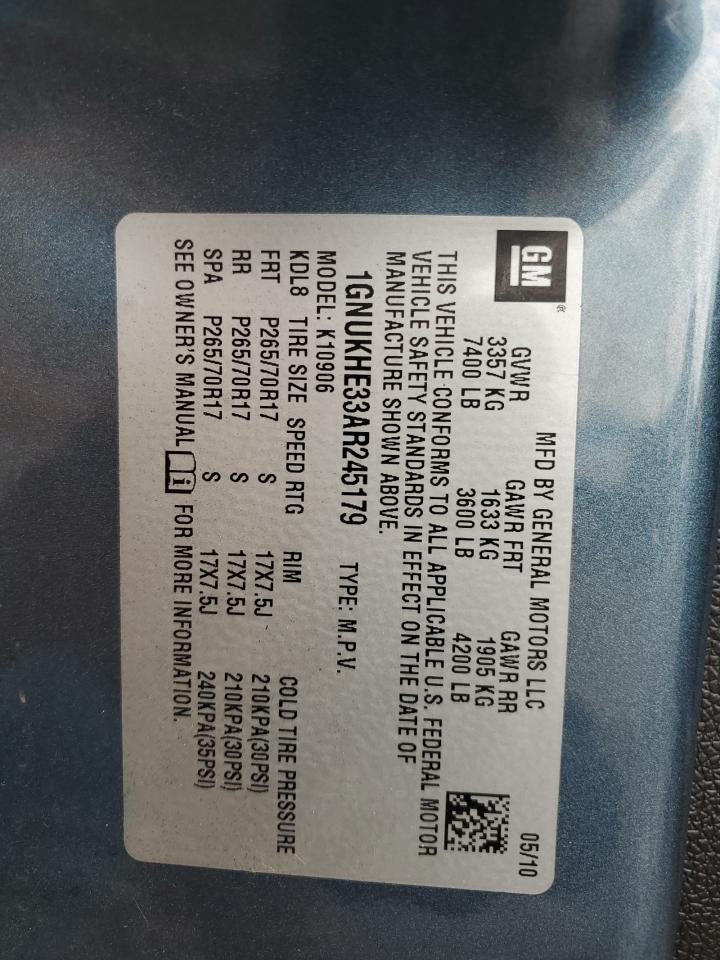 GM®
MFD BY GENERAL MOTORS LLC 05/10
GVWR GAWR FRT GAWR RR
3357 KG 1633 KG 1905 KG
7400 LB 3600 LB 4200 LB
THIS VEHICLE CONFORMS TO ALL APPLICABLE U.S. FEDERAL MOTOR
VEHICLE SAFETY STANDARDS IN EFFECT ON THE DATE OF
MANUFACTURE SHOWN ABOVE.
1GNUKHE33AR245179 TYPE: M.P.V.
MODEL: K10906
KDL8 TIRE SIZE SPEED RTG RIM COLD TIRE PRESSURE
FRT P265/70R17 S 17X7.5J 210KPA(30PSI)
RR P265/70R17 S 17X7.5J 210KPA(30PSI)
SPA P265/70R17 S 17X7.5J 240KPA(35PSI)
SEE OWNER'S MANUAL i FOR MORE INFORMATION.